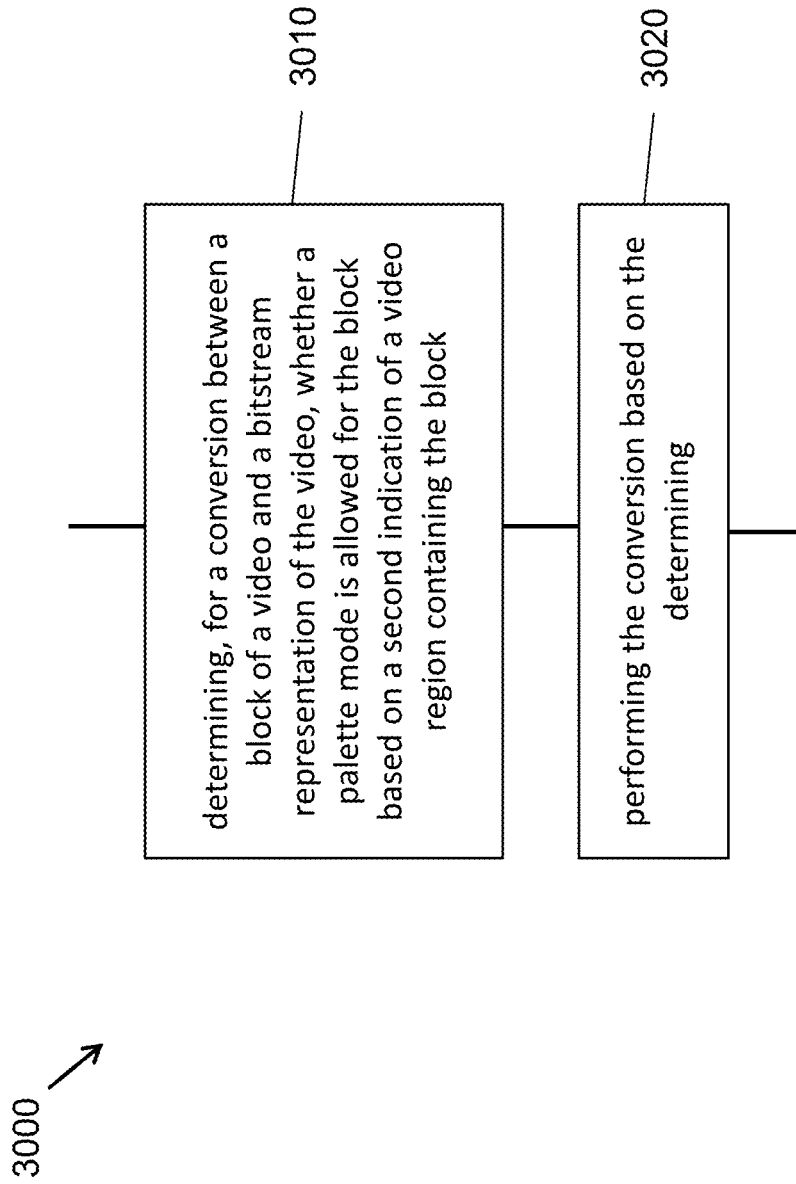 3000
determining, for a conversion between a
block of a video and a bitstream
representation of the video, whether a
palette mode is allowed for the block
based on a second indication of a video
region containing the block
3010
performing the conversion based on the
determining
3020